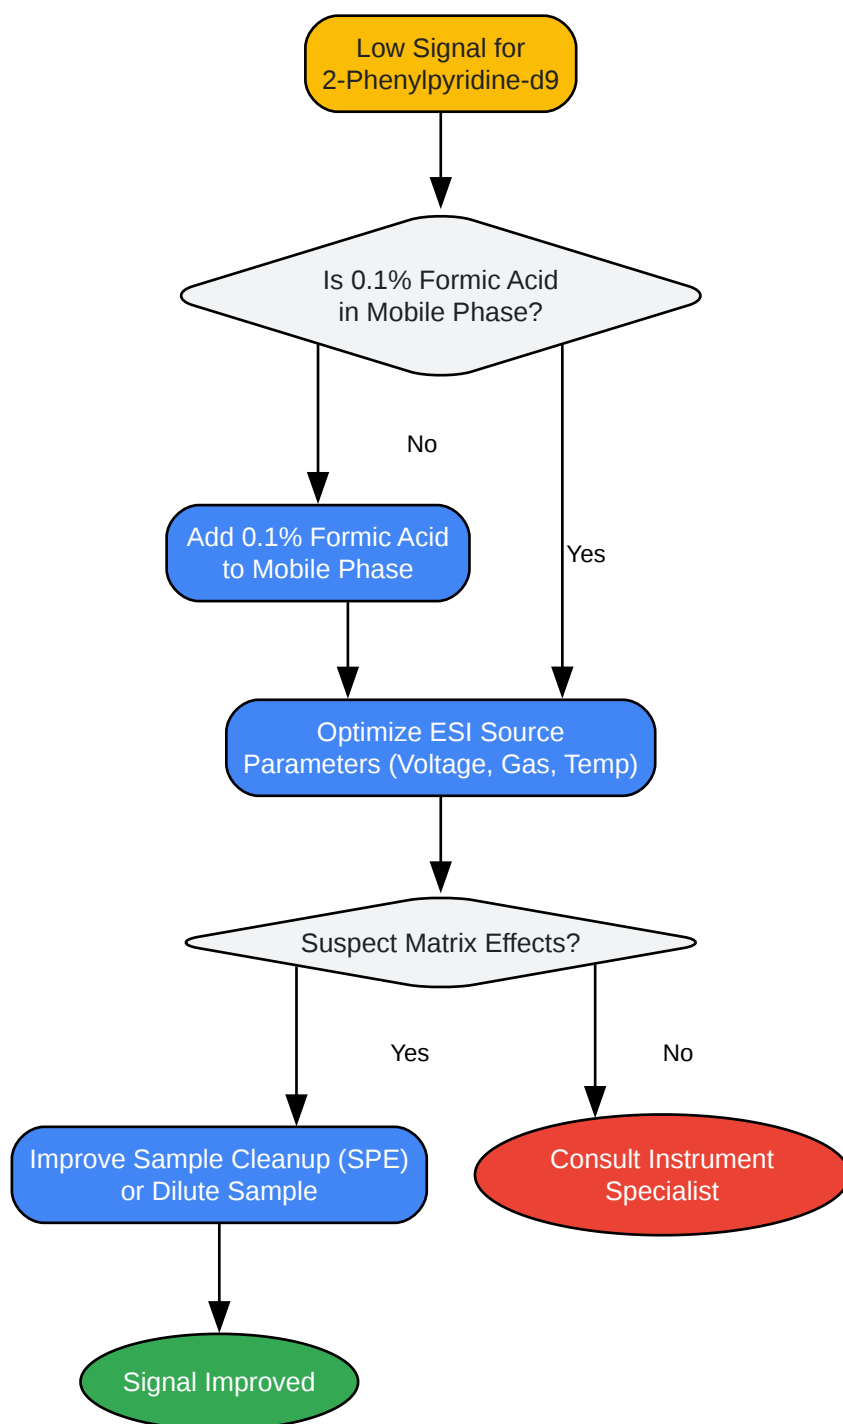 Low Signal for
2-Phenylpyridine-d9
Is 0.1% Formic Acid
in Mobile Phase?
No
Add 0.1% Formic Acid
to Mobile Phase
Yes
Optimize ESI Source
Parameters (Voltage, Gas, Temp)
Suspect Matrix Effects?
Yes
No
Improve Sample Cleanup (SPE)
or Dilute Sample
Consult Instrument
Specialist
Signal Improved